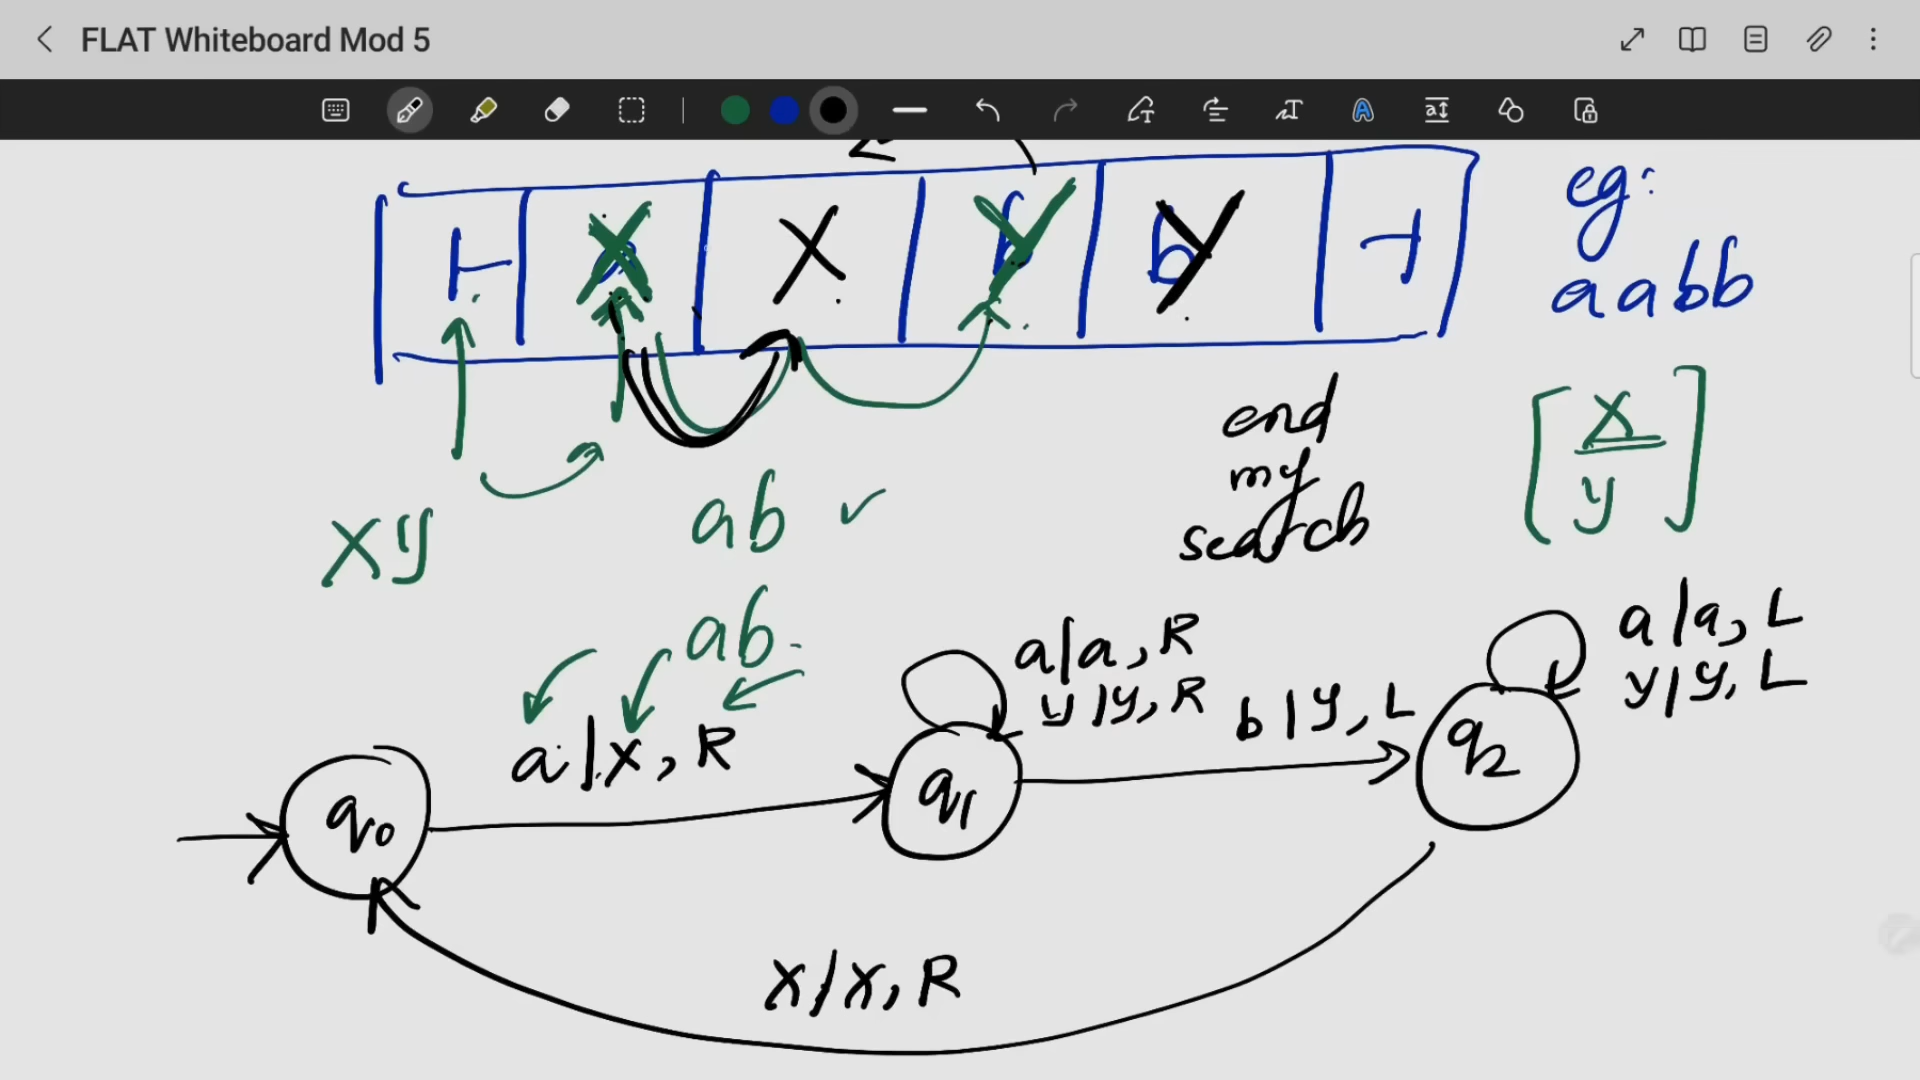 FLAT Whiteboard Mod 5
⊢ X X Y Y ⊣
eg:
aabb
end
my
search
[X/y]
xy
ab ✓
ab
a|x, R
a|a, R
y|y, R
b|y, L
a|a, L
y|y, L
q0
q1
q2
x/x, R